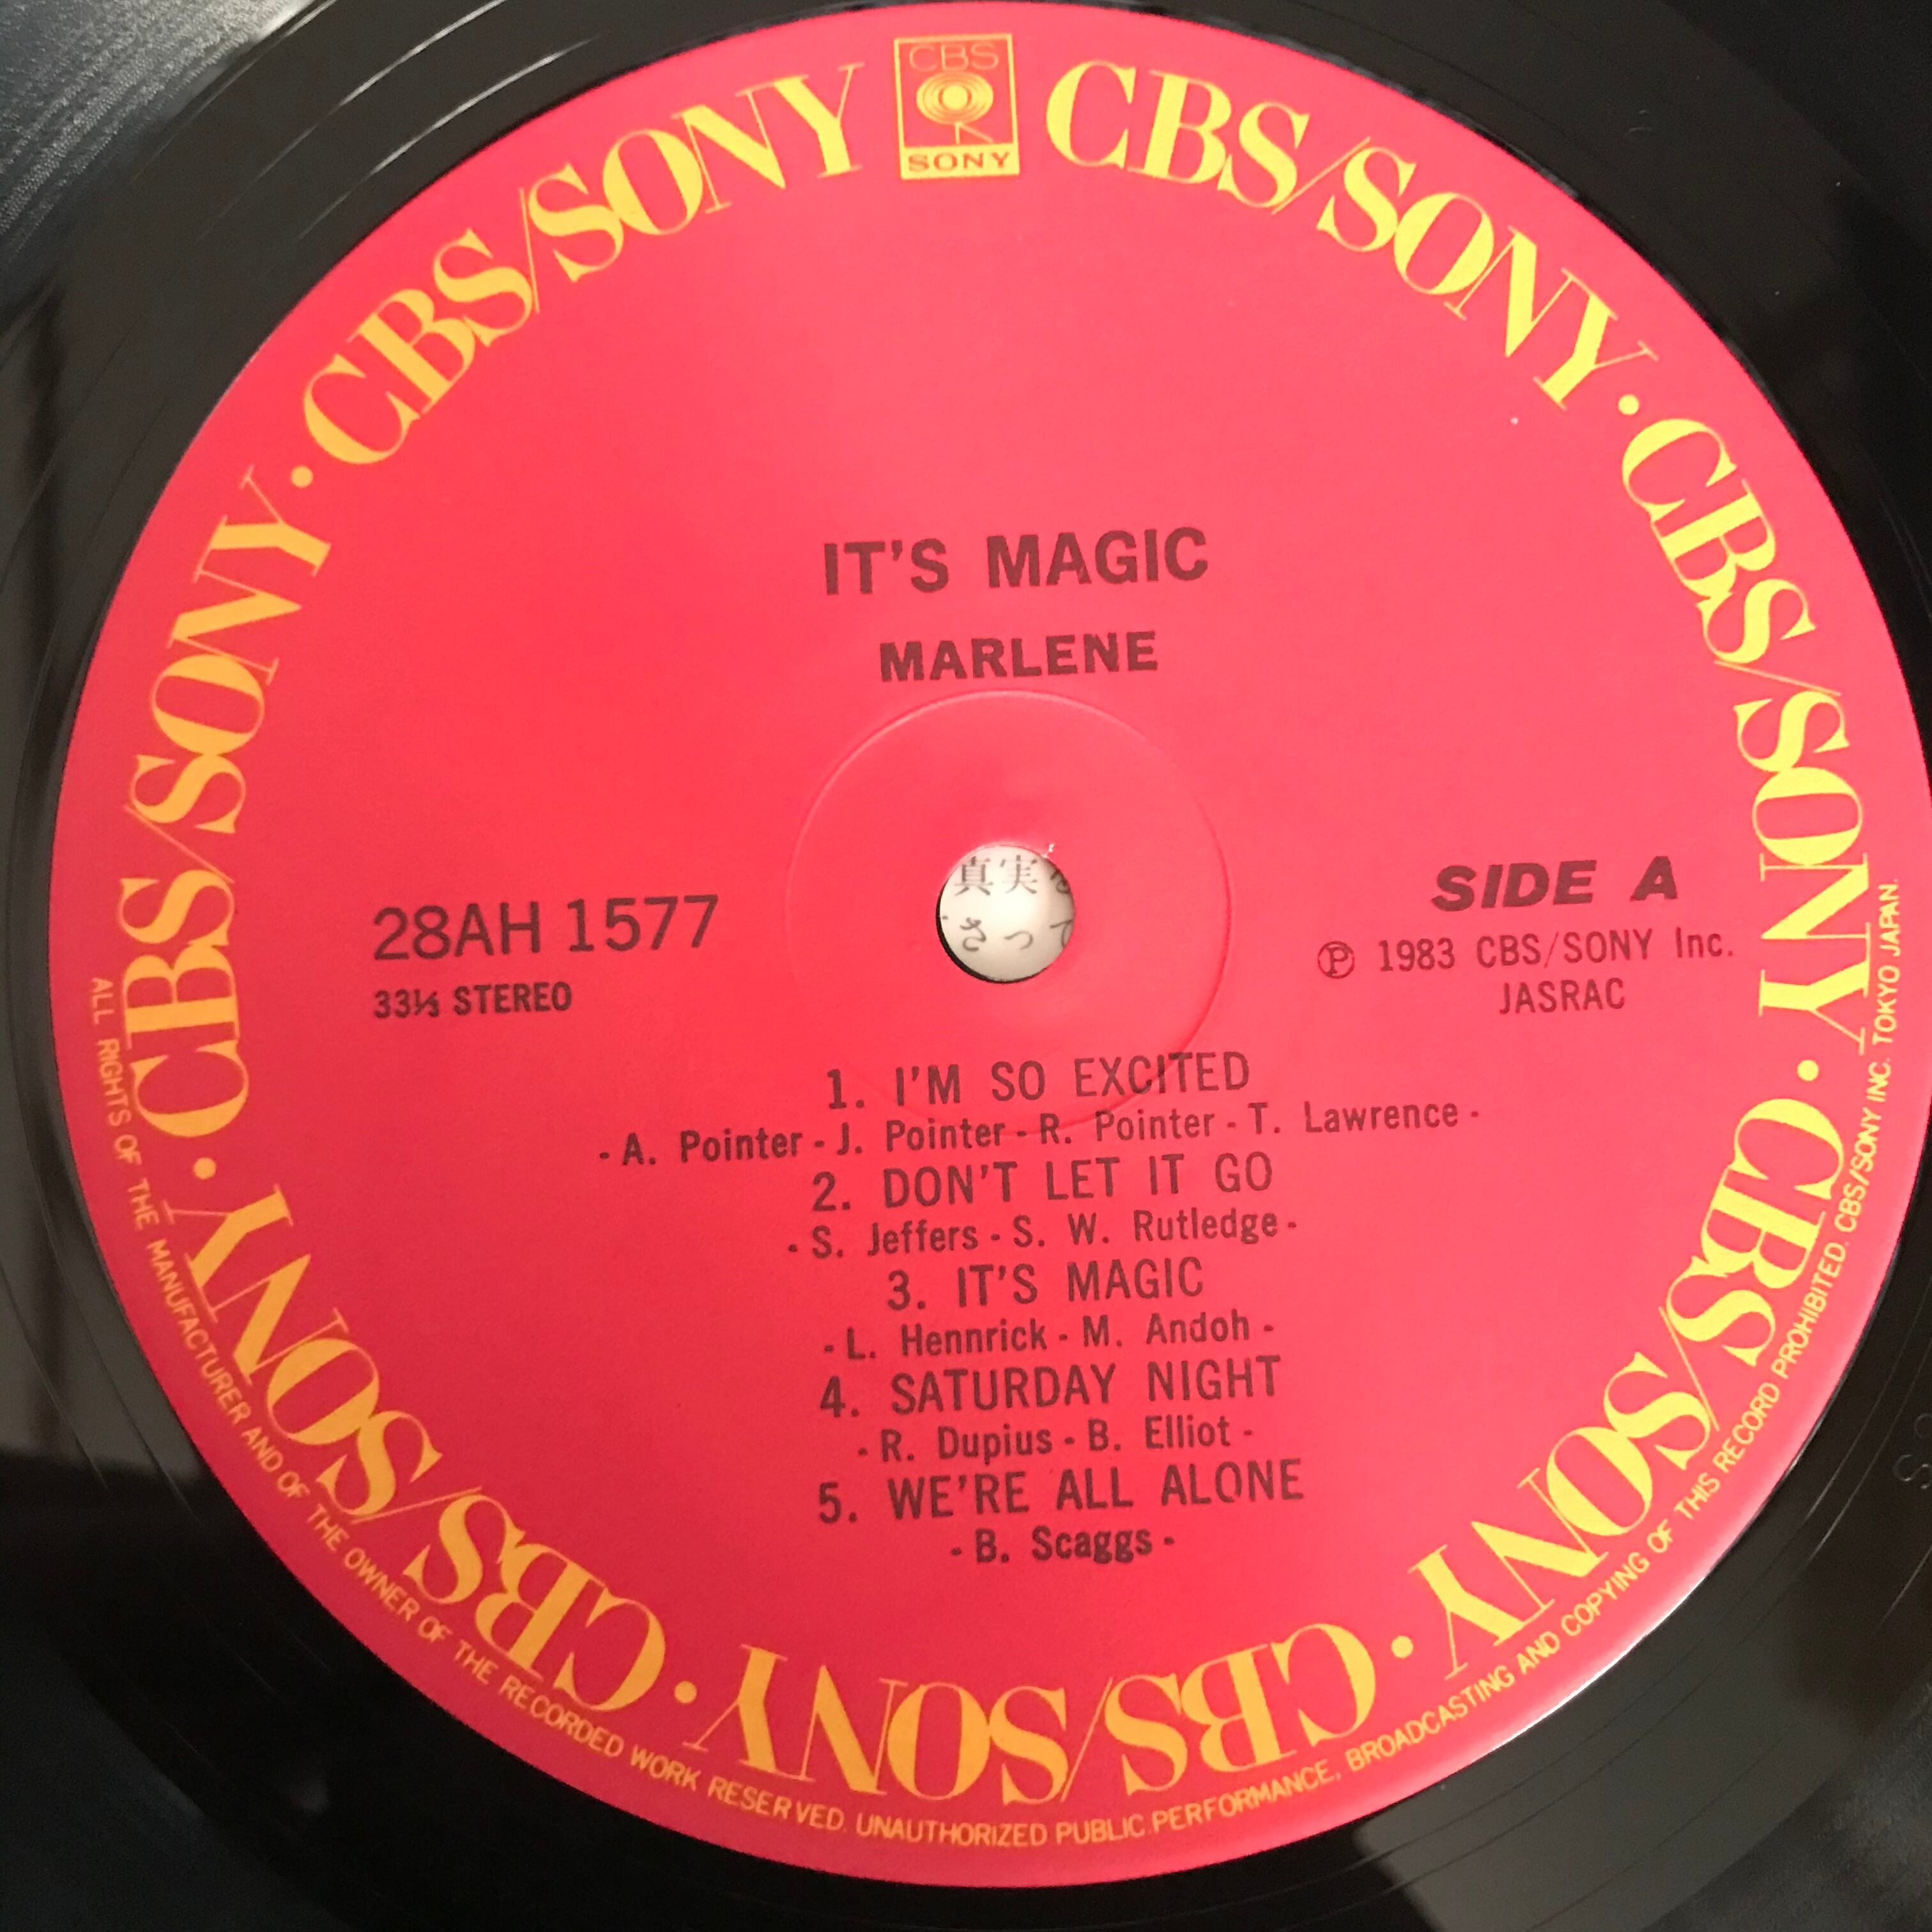 CBS
SONY
CBS/SONY · CBS/SONY · CBS/SONY · CBS/SONY · CBS/SONY · CBS/SONY · CBS/SONY
IT'S MAGIC
MARLENE
真実
さって
28AH 1577
33⅓ STEREO
SIDE A
Ⓟ 1983 CBS/SONY Inc.
JASRAC
1. I'M SO EXCITED
- A. Pointer - J. Pointer - R. Pointer - T. Lawrence -
2. DON'T LET IT GO
- S. Jeffers - S. W. Rutledge -
3. IT'S MAGIC
- L. Hennrick - M. Andoh -
4. SATURDAY NIGHT
- R. Dupius - B. Elliot -
5. WE'RE ALL ALONE
- B. Scaggs -
ALL RIGHTS OF THE MANUFACTURER AND OF THE OWNER OF THE RECORDED WORK RESERVED. UNAUTHORIZED PUBLIC PERFORMANCE, BROADCASTING AND COPYING OF THIS RECORD PROHIBITED. CBS/SONY INC. TOKYO JAPAN.